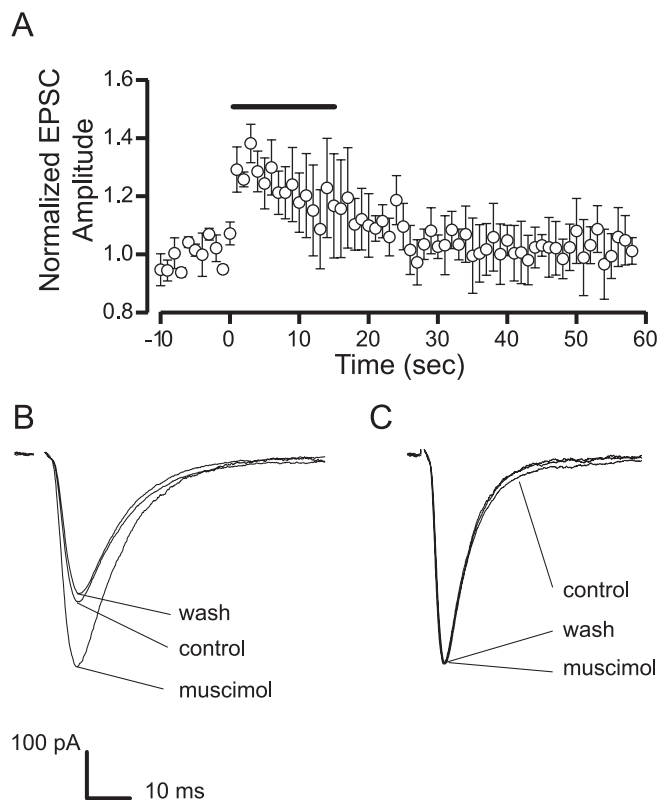 A
Normalized EPSC
Amplitude
1.6
1.4
1.2
1.0
0.8
-10 0 10 20 30 40 50 60
Time (sec)
B
wash
control
muscimol
100 pA
10 ms
C
control
wash
muscimol